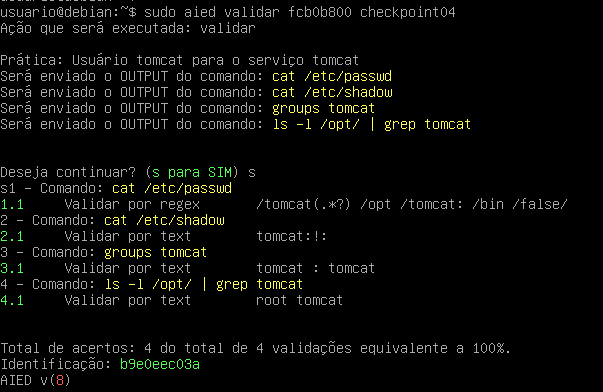 usuario@debian:~$ sudo aied validar fcb0b800 checkpoint04
Ação que será executada: validar
Prática: Usuário tomcat para o serviço tomcat
Será enviado o OUTPUT do comando: cat /etc/passwd
Será enviado o OUTPUT do comando: cat /etc/shadow
Será enviado o OUTPUT do comando: groups tomcat
Será enviado o OUTPUT do comando: ls -l /opt/ | grep tomcat
Deseja continuar? (s para SIM) s
s1 - Comando: cat /etc/passwd
1.1 Validar por regex /tomcat(.*?) /opt /tomcat: /bin /false/
2 - Comando: cat /etc/shadow
2.1 Validar por text tomcat:!:
3 - Comando: groups tomcat
3.1 Validar por text tomcat : tomcat
4 - Comando: ls -l /opt/ | grep tomcat
4.1 Validar por text root tomcat
Total de acertos: 4 do total de 4 validações equivalente a 100%.
Identificação: b9e0eec03a
AIED v(8)